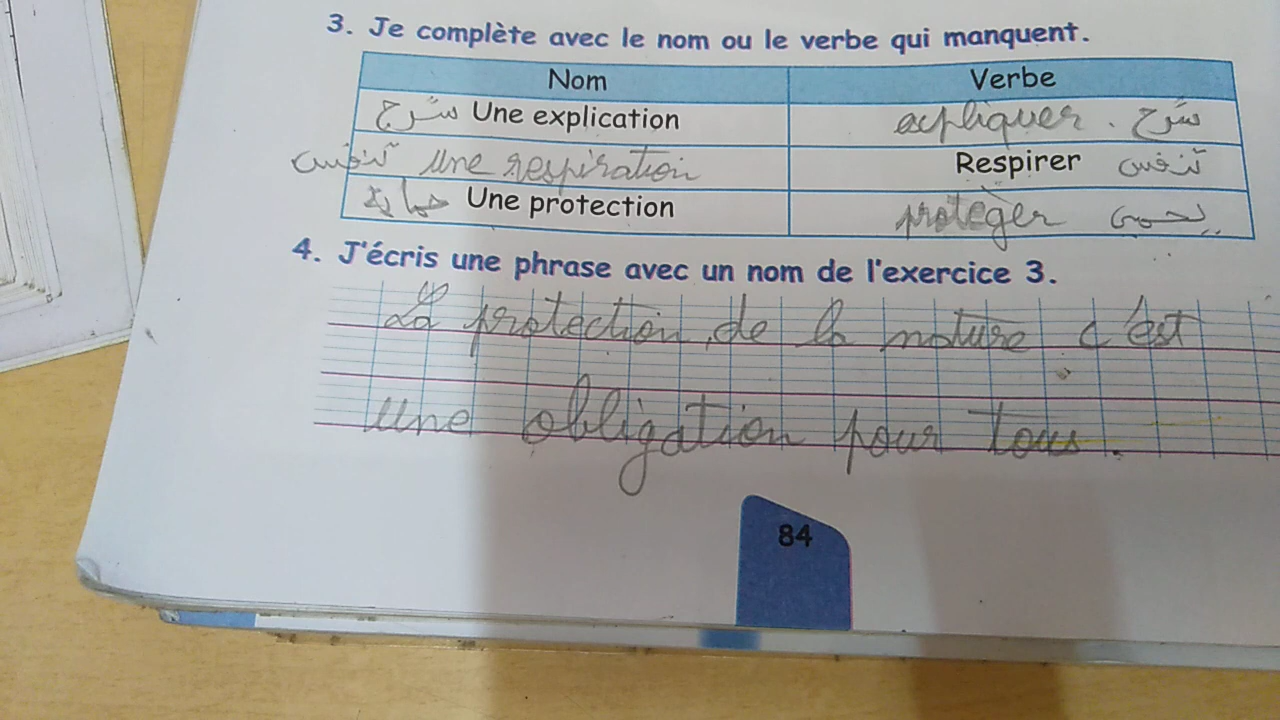 3. Je complète avec le nom ou le verbe qui manquent.
Nom Verbe
شرح Une explication expliquer. شرح
تنفس une respiration Respirer تنفس
حماية Une protection protèger يحمي
4. J'écris une phrase avec un nom de l'exercice 3.
La protection de la nature c'est
une obligation pour tous.
84